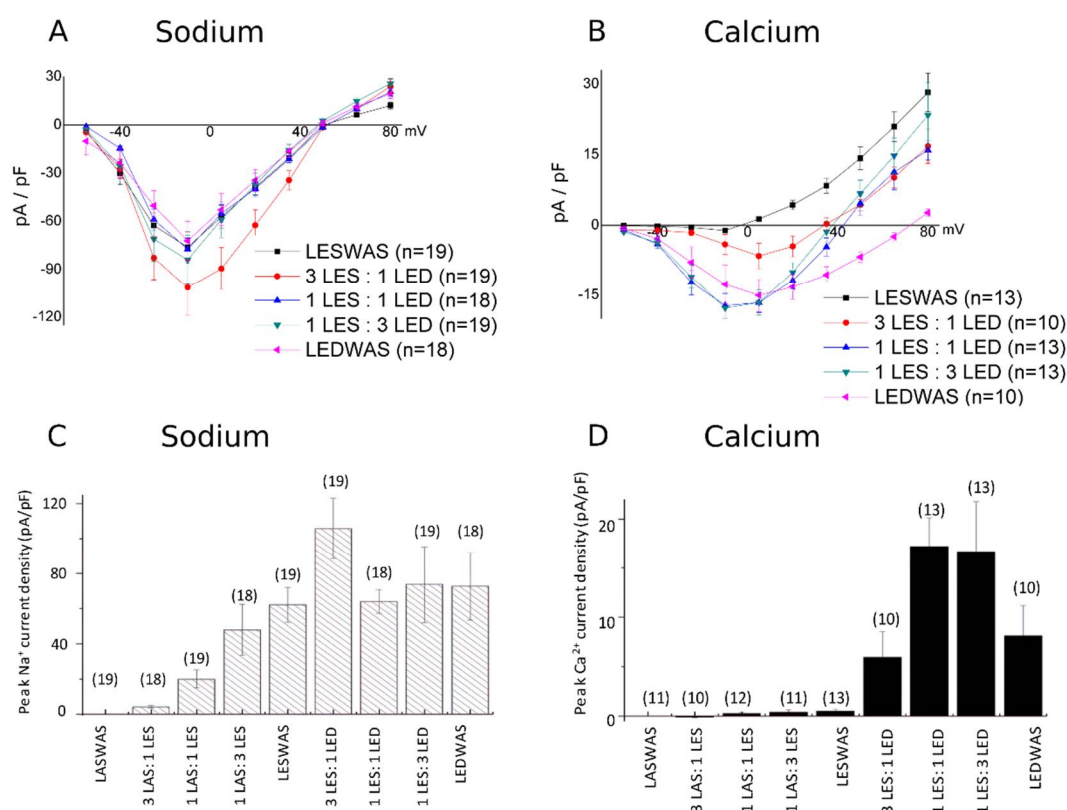 A Sodium
30
0
-30
-60
-90
-120
pA / pF
-40 0 40 80 mV
LESWAS (n=19)
3 LES : 1 LED (n=19)
1 LES : 1 LED (n=18)
1 LES : 3 LED (n=19)
LEDWAS (n=18)
B Calcium
30
15
0
-15
pA / pF
-40 0 40 80 mV
LESWAS (n=13)
3 LES : 1 LED (n=10)
1 LES : 1 LED (n=13)
1 LES : 3 LED (n=13)
LEDWAS (n=10)
C Sodium
Peak Na⁺ current density (pA/pF)
120
80
40
0
(19) (18) (19) (18) (19) (19) (18) (19) (18)
LASWAS
3 LAS: 1 LES
1 LAS: 1 LES
1 LAS: 3 LES
LESWAS
3 LES: 1 LED
1 LES: 1 LED
1 LES: 3 LED
LEDWAS
D Calcium
Peak Ca²⁺ current density (pA/pF)
20
10
0
(11) (10) (12) (11) (13) (10) (13) (13) (10)
LASWAS
3 LAS: 1 LES
1 LAS: 1 LES
1 LAS: 3 LES
LESWAS
3 LES: 1 LED
1 LES: 1 LED
1 LES: 3 LED
LEDWAS